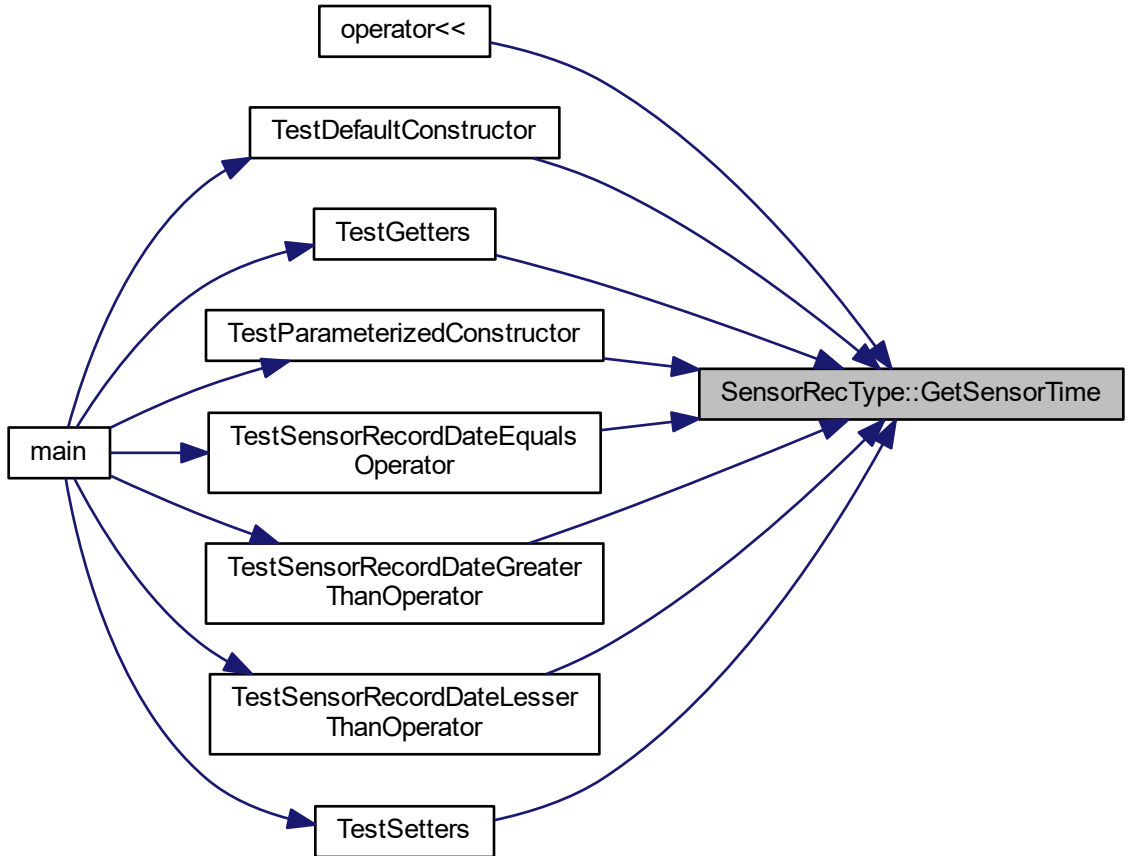 operator<<
TestDefaultConstructor
TestGetters
TestParameterizedConstructor
SensorRecType::GetSensorTime
main
TestSensorRecordDateEquals
Operator
TestSensorRecordDateGreater
ThanOperator
TestSensorRecordDateLesser
ThanOperator
TestSetters